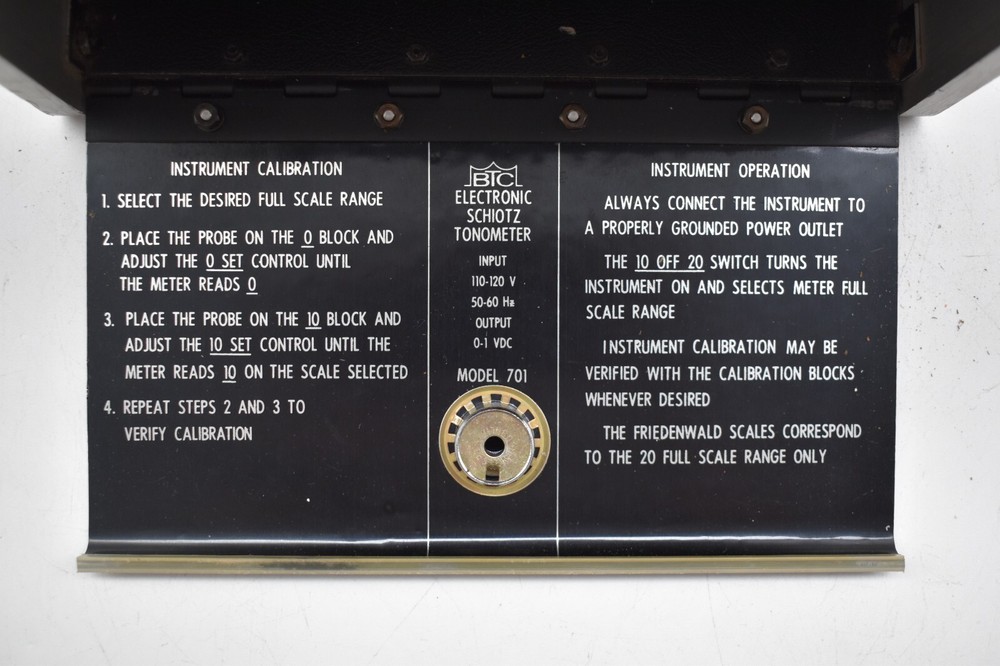 INSTRUMENT CALIBRATION
1. SELECT THE DESIRED FULL SCALE RANGE
2. PLACE THE PROBE ON THE 0 BLOCK AND
ADJUST THE 0 SET CONTROL UNTIL
THE METER READS 0
3. PLACE THE PROBE ON THE 10 BLOCK AND
ADJUST THE 10 SET CONTROL UNTIL THE
METER READS 10 ON THE SCALE SELECTED
4. REPEAT STEPS 2 AND 3 TO
VERIFY CALIBRATION
BTC
ELECTRONIC
SCHIOTZ
TONOMETER
INPUT
110-120 V
50-60 Hz
OUTPUT
0-1 VDC
MODEL 701
INSTRUMENT OPERATION
ALWAYS CONNECT THE INSTRUMENT TO
A PROPERLY GROUNDED POWER OUTLET
THE 10 OFF 20 SWITCH TURNS THE
INSTRUMENT ON AND SELECTS METER FULL
SCALE RANGE
INSTRUMENT CALIBRATION MAY BE
VERIFIED WITH THE CALIBRATION BLOCKS
WHENEVER DESIRED
THE FRIEDENWALD SCALES CORRESPOND
TO THE 20 FULL SCALE RANGE ONLY